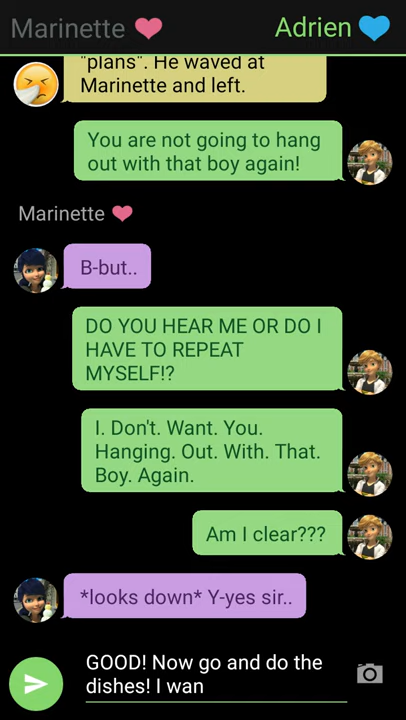 Marinette
Adrien
"plans". He waved at
Marinette and left.
You are not going to hang
out with that boy again!
Marinette
B-but..
DO YOU HEAR ME OR DO I
HAVE TO REPEAT
MYSELF!?
I. Don't. Want. You.
Hanging. Out. With. That.
Boy. Again.
Am I clear???
*looks down* Y-yes sir..
GOOD! Now go and do the
dishes! I wan